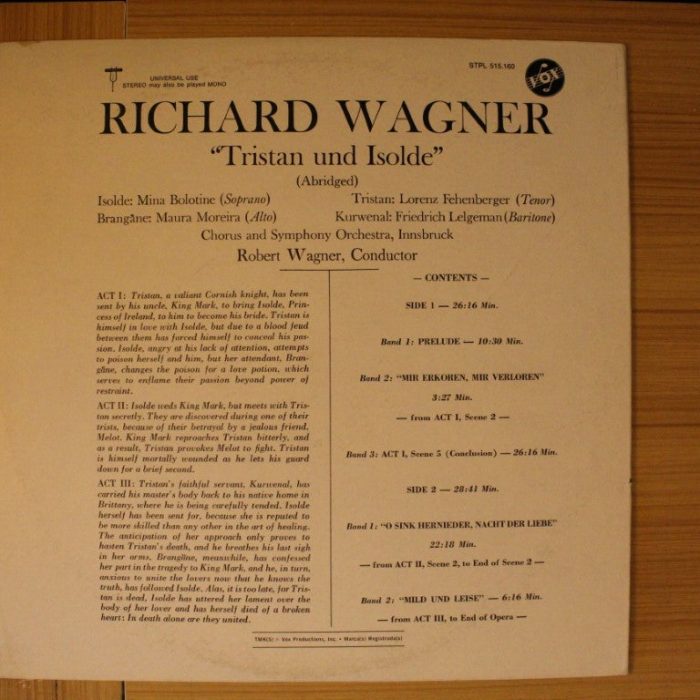 UNIVERSAL USE
STEREO may also be played MONO
STPL 515.160
VOX
RICHARD WAGNER
"Tristan und Isolde"
(Abridged)
Isolde: Mina Bolotine (Soprano)
Tristan: Lorenz Fehenberger (Tenor)
Brangäne: Maura Moreira (Alto)
Kurwenal: Friedrich Lelgeman (Baritone)
Chorus and Symphony Orchestra, Innsbruck
Robert Wagner, Conductor
ACT I: Tristan, a valiant Cornish knight, has been
sent by his uncle, King Mark, to bring Isolde, Prin-
cess of Ireland, to him to become his bride. Tristan is
himself in love with Isolde, but due to a blood feud
between them has forced himself to conceal his pas-
sion. Isolde, angry at his lack of attention, attempts
to poison herself and him, but her attendant, Bran-
gäne, changes the poison for a love potion, which
serves to enflame their passion beyond power of
restraint.
ACT II: Isolde weds King Mark, but meets with Tris-
tan secretly. They are discovered during one of their
trists, because of their betrayal by a jealous friend,
Melot. King Mark reproaches Tristan bitterly, and
as a result, Tristan provokes Melot to fight. Tristan
is himself mortally wounded as he lets his guard
down for a brief second.
ACT III: Tristan's faithful servant, Kurwenal, has
carried his master's body back to his native home in
Brittany, where he is being carefully tended. Isolde
herself has been sent for, because she is reputed to
be more skilled than any other in the art of healing.
The anticipation of her approach only proves to
hasten Tristan's death, and he breathes his last sigh
in her arms. Brangäne, meanwhile, has confessed
her part in the tragedy to King Mark, and he, in turn,
anxious to unite the lovers now that he knows the
truth, has followed Isolde. Alas, it is too late, for Tris-
tan is dead, Isolde has uttered her lament over the
body of her lover and has herself died of a broken
heart: In death alone are they united.
— CONTENTS —
SIDE 1 — 26:16 Min.
Band 1: PRELUDE — 10:30 Min.
Band 2: "MIR ERKOREN, MIR VERLOREN"
3:27 Min.
— from ACT I, Scene 2 —
Band 3: ACT I, Scene 5 (Conclusion) — 26:16 Min.
SIDE 2 — 28:41 Min.
Band 1: "O SINK HERNIEDER, NACHT DER LIEBE"
22:18 Min.
— from ACT II, Scene 2, to End of Scene 2 —
Band 2: "MILD UND LEISE" — 6:16 Min.
— from ACT III, to End of Opera —
TMK(S) ® Vox Productions, Inc. • Marca(s) Registrada(s)